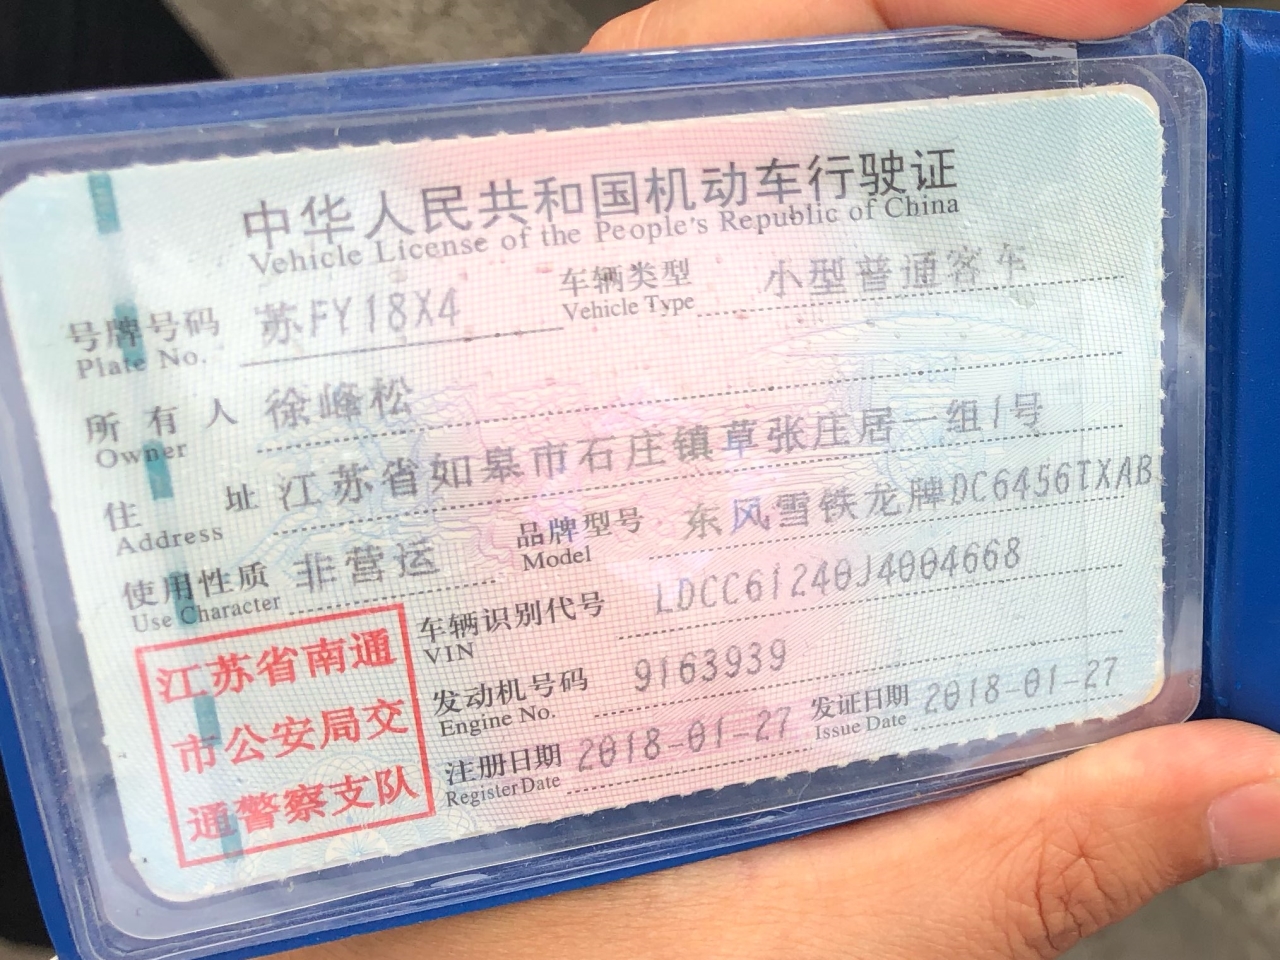 中华人民共和国机动车行驶证
Vehicle License of the People's Republic of China
号牌号码 苏FY18X4 车辆类型 小型普通客车
Plate No. Vehicle Type
所有人 徐峰松
Owner
住址 江苏省如皋市石庄镇草张庄居一组1号
Address
使用性质 非营运 品牌型号 东风雪铁龙牌DC6456TXAB
Use Character Model
车辆识别代号 LDCC61240J4004668
VIN
发动机号码 9163939
Engine No.
注册日期 2018-01-27 发证日期 2018-01-27
Register Date Issue Date
江苏省南通
市公安局交
通警察支队